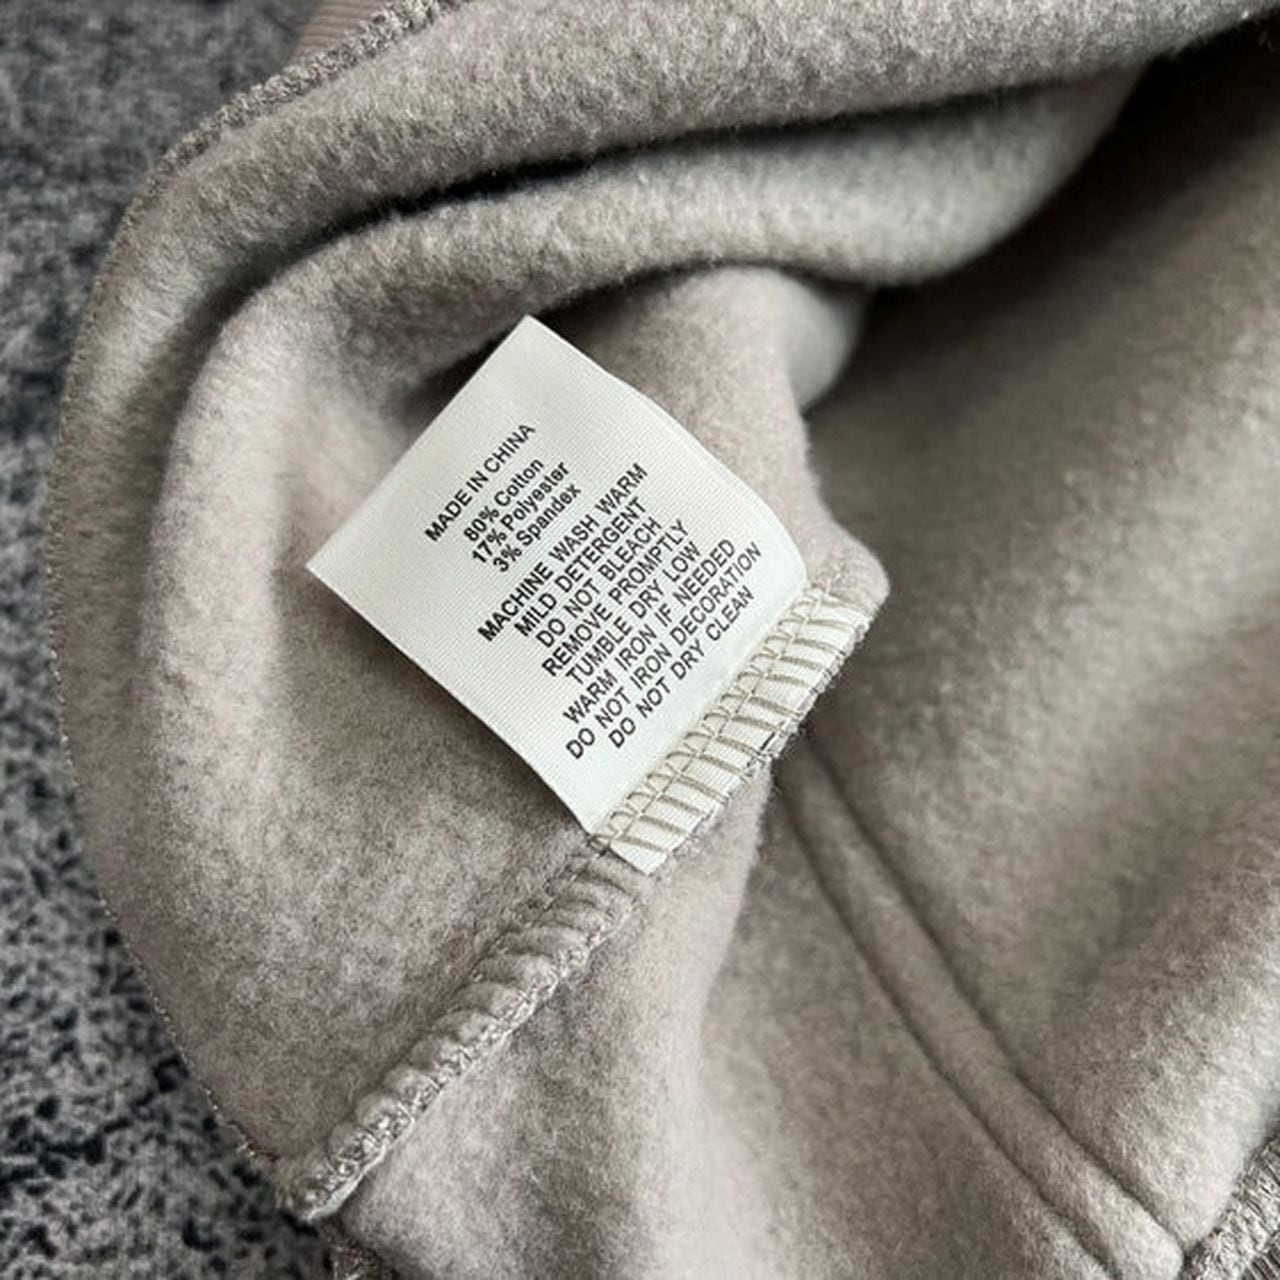 MADE IN CHINA
80% Cotton
17% Polyester
3% Spandex
MACHINE WASH WARM
MILD DETERGENT
DO NOT BLEACH
REMOVE PROMPTLY
TUMBLE DRY LOW
WARM IRON IF NEEDED
DO NOT IRON DECORATION
DO NOT DRY CLEAN